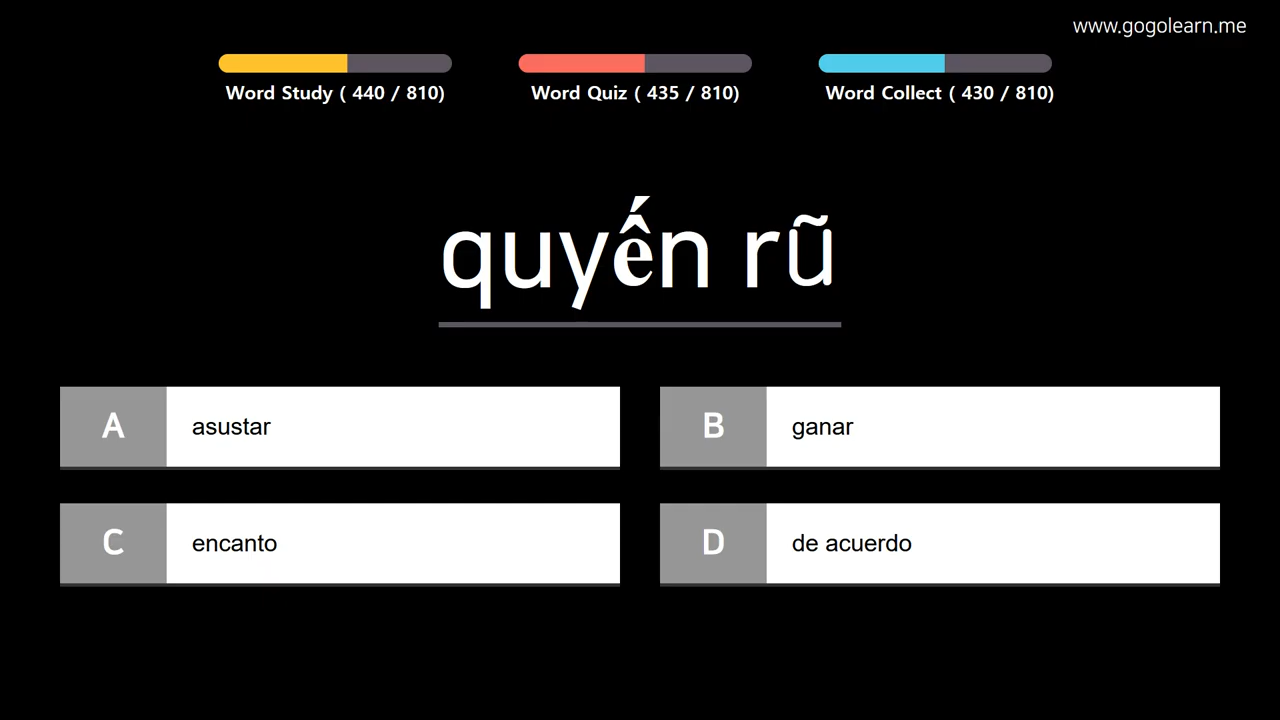 www.gogolearn.me
Word Study ( 440 / 810)
Word Quiz ( 435 / 810)
Word Collect ( 430 / 810)
quyến rũ
A asustar
B ganar
C encanto
D de acuerdo